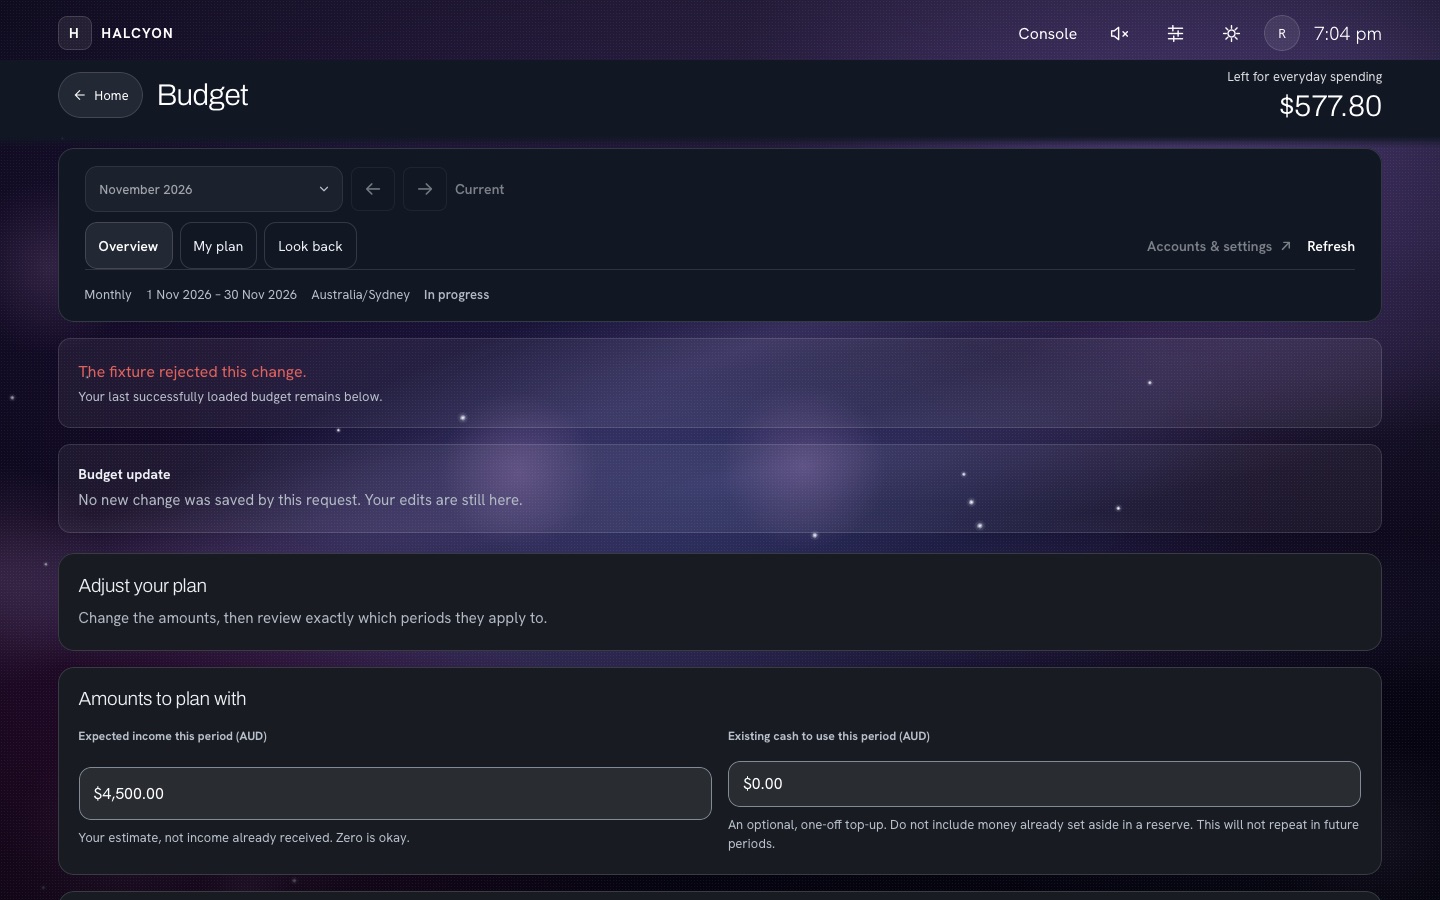 H HALCYON
Console
R
7:04 pm
Home
Budget
Left for everyday spending
$577.80
November 2026
Current
Overview
My plan
Look back
Accounts & settings
Refresh
Monthly 1 Nov 2026 – 30 Nov 2026 Australia/Sydney In progress
The fixture rejected this change.
Your last successfully loaded budget remains below.
Budget update
No new change was saved by this request. Your edits are still here.
Adjust your plan
Change the amounts, then review exactly which periods they apply to.
Amounts to plan with
Expected income this period (AUD)
$4,500.00
Your estimate, not income already received. Zero is okay.
Existing cash to use this period (AUD)
$0.00
An optional, one-off top-up. Do not include money already set aside in a reserve. This will not repeat in future
periods.